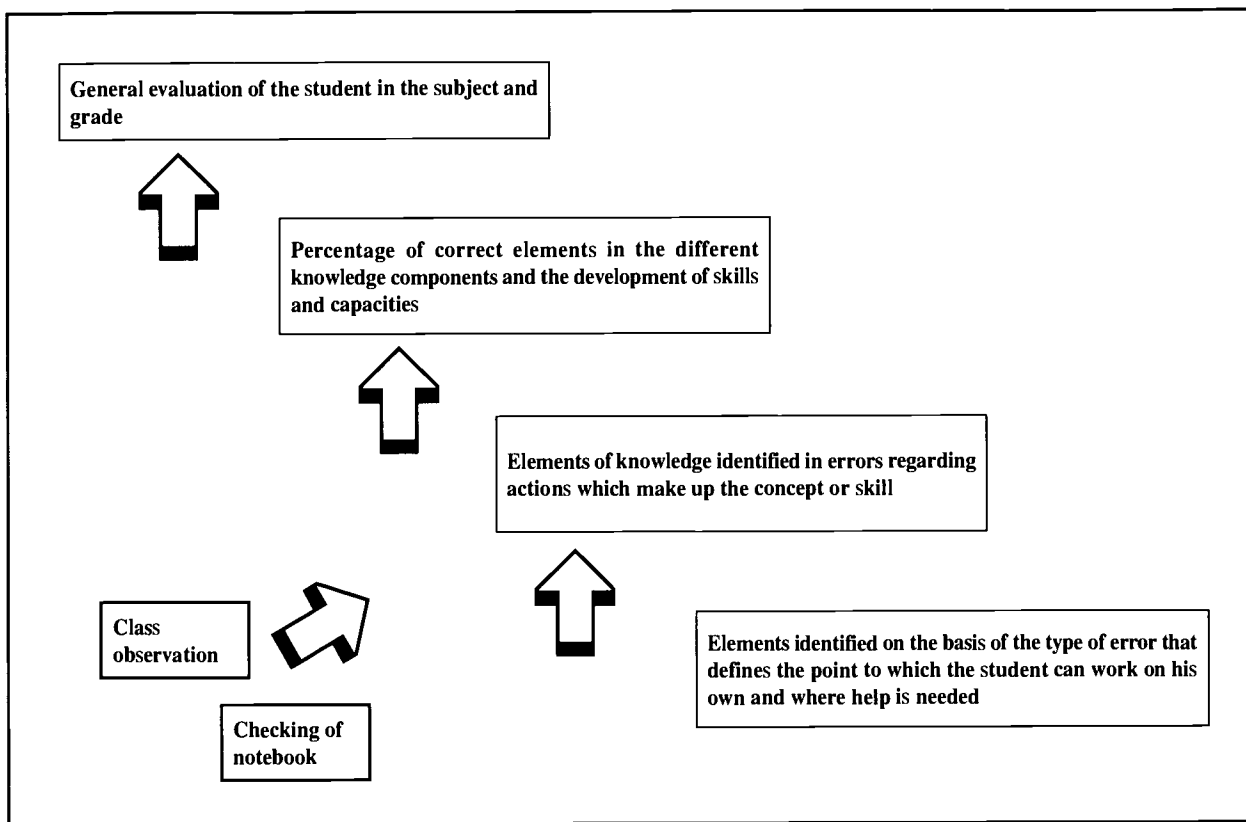 General evaluation of the student in the subject and
grade
Percentage of correct elements in the different
knowledge components and the development of skills
and capacities
Elements of knowledge identified in errors regarding
actions which make up the concept or skill
Class
observation
Elements identified on the basis of the type of error that
defines the point to which the student can work on his
own and where help is needed
Checking of
notebook